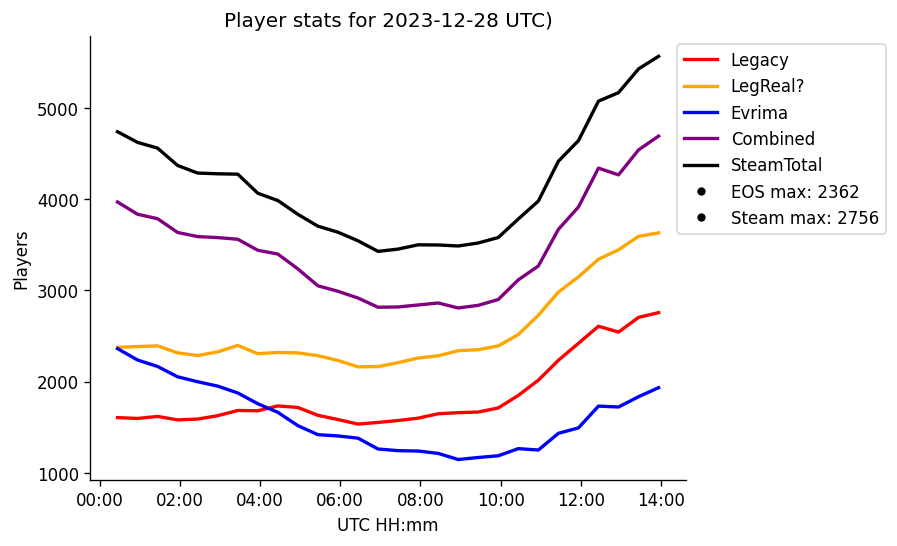 Player stats for 2023-12-28 UTC)
Legacy
LegReal?
Evrima
Combined
SteamTotal
EOS max: 2362
Steam max: 2756
Players
5000
4000
3000
2000
1000
00:00 02:00 04:00 06:00 08:00 10:00 12:00 14:00
UTC HH:mm